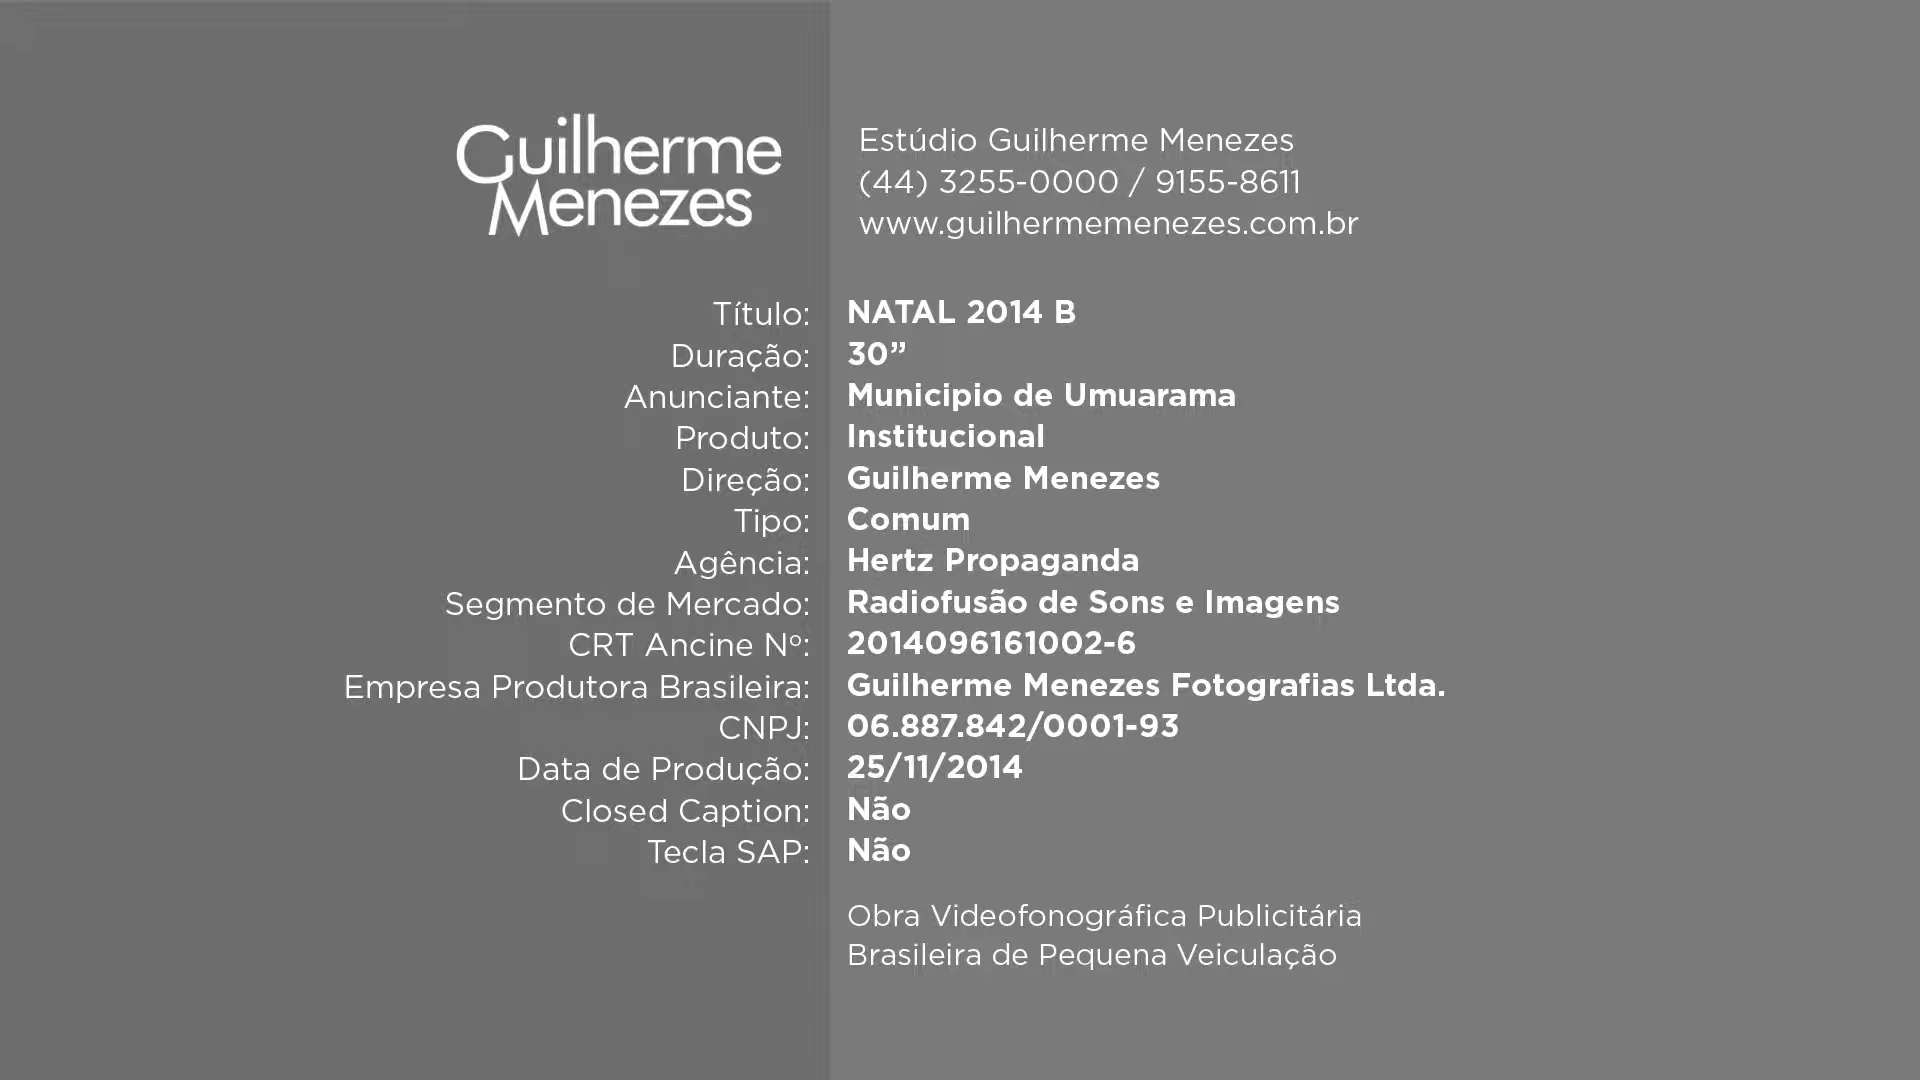 Guilherme
Menezes
Estúdio Guilherme Menezes
(44) 3255-0000 / 9155-8611
www.guilhermemenezes.com.br
Título: NATAL 2014 B
Duração: 30”
Anunciante: Municipio de Umuarama
Produto: Institucional
Direção: Guilherme Menezes
Tipo: Comum
Agência: Hertz Propaganda
Segmento de Mercado: Radiofusão de Sons e Imagens
CRT Ancine Nº: 2014096161002-6
Empresa Produtora Brasileira: Guilherme Menezes Fotografias Ltda.
CNPJ: 06.887.842/0001-93
Data de Produção: 25/11/2014
Closed Caption: Não
Tecla SAP: Não
Obra Videofonográfica Publicitária
Brasileira de Pequena Veiculação